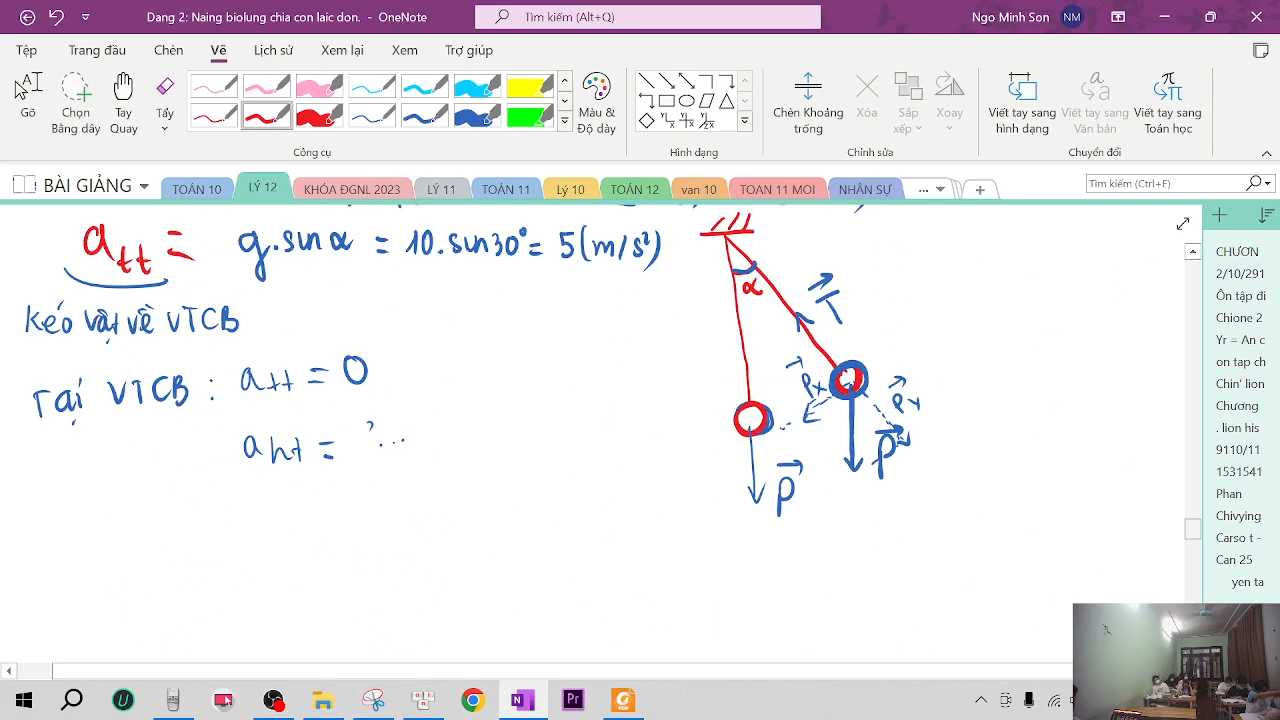 Dang 2: Naing biolung chia con laic don. - OneNote
Tìm kiếm (Alt+Q)
Ngo Minh Son
NM
Tệp
Trang đầu
Chèn
Vẽ
Lịch sử
Xem lại
Xem
Trợ giúp
Gõ
Chọn Bằng dây
Tay Quay
Tẩy
Màu & Độ dày
Chèn Khoảng trống
Xóa
Sắp xếp
Xoay
Viết tay sang hình dạng
Viết tay sang Văn bản
Viết tay sang Toán học
Công cụ
Hình dạng
Chỉnh sửa
Chuyển đổi
BÀI GIẢNG
TOÁN 10
LÝ 12
KHÓA ĐGNL 2023
LÝ 11
TOÁN 11
Lý 10
TOÁN 12
van 10
TOAN 11 MOI
NHÂN SỰ
...
Tìm kiếm (Ctrl+E)
a_tt = g.sinα = 10.sin30° = 5(m/s²)
α
T
Kéo vật về VTCB
Tại VTCB : a_tt = 0
Px
Py
P
a_ht = ?...
P
CHƯƠN
2/10/291
Ôn tập đi
Chione 2
Yr = An c
on tap ch
Chin' lion
Chương
. lion his
9110/11
1531541
Phan
Chivying
Carso t -
Can 25
yen ta
U
Pr
PDF